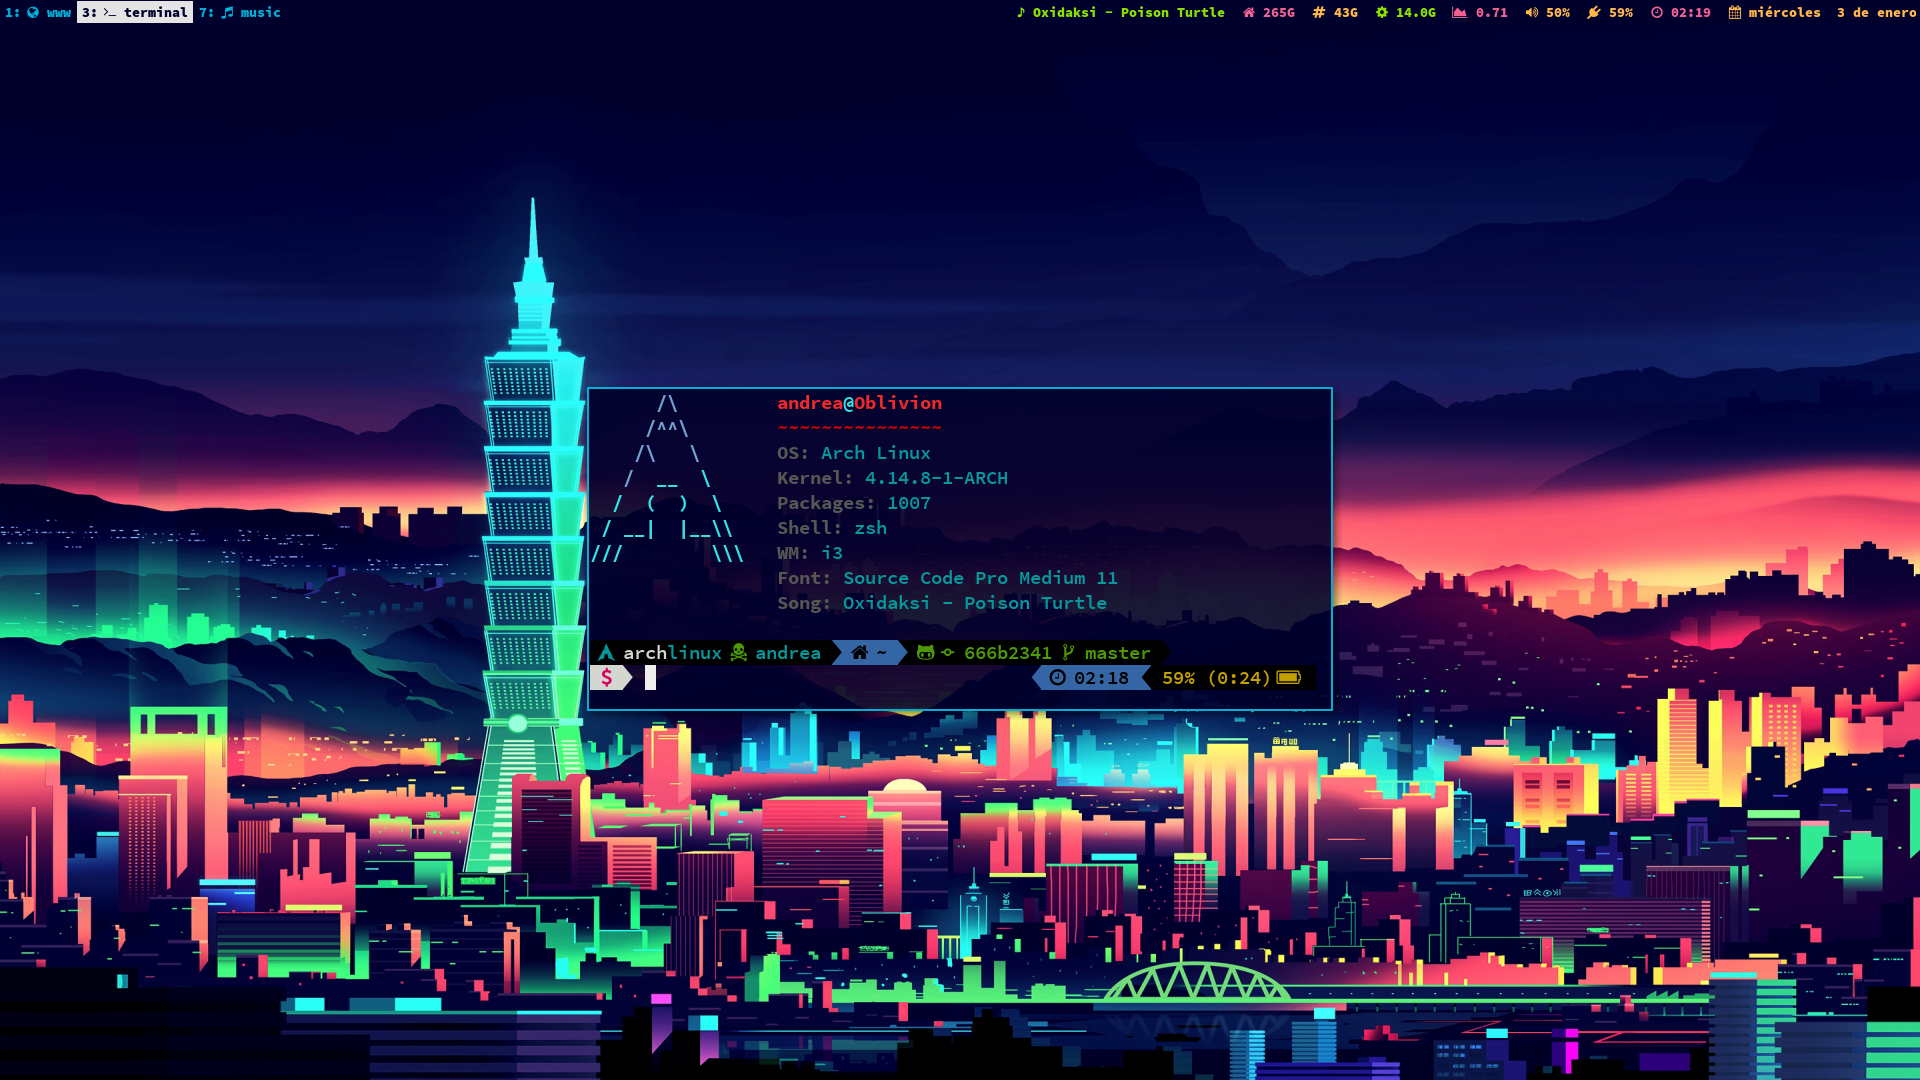 1: www 3: >_ terminal 7: music
♪ Oxidaksi - Poison Turtle 265G # 43G 14.0G 0.71 50% 59% 02:19 miércoles 3 de enero
andrea@Oblivion
~~~~~~~~~~~~~~~
OS: Arch Linux
Kernel: 4.14.8-1-ARCH
Packages: 1007
Shell: zsh
WM: i3
Font: Source Code Pro Medium 11
Song: Oxidaksi - Poison Turtle
archlinux andrea ~ 666b2341 master
$ 02:18 59% (0:24)